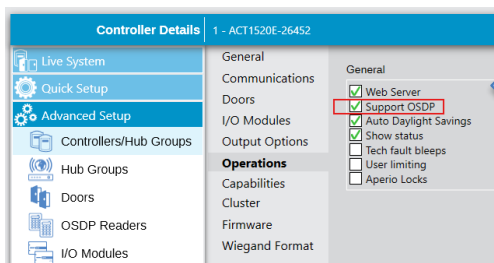 Controller Details
1 - ACT1520E-26452
Live System
Quick Setup
Advanced Setup
Controllers/Hub Groups
Hub Groups
Doors
OSDP Readers
I/O Modules
General
Communications
Doors
I/O Modules
Output Options
Operations
Capabilities
Cluster
Firmware
Wiegand Format
General
Web Server
Support OSDP
Auto Daylight Savings
Show status
Tech fault bleeps
User limiting
Aperio Locks